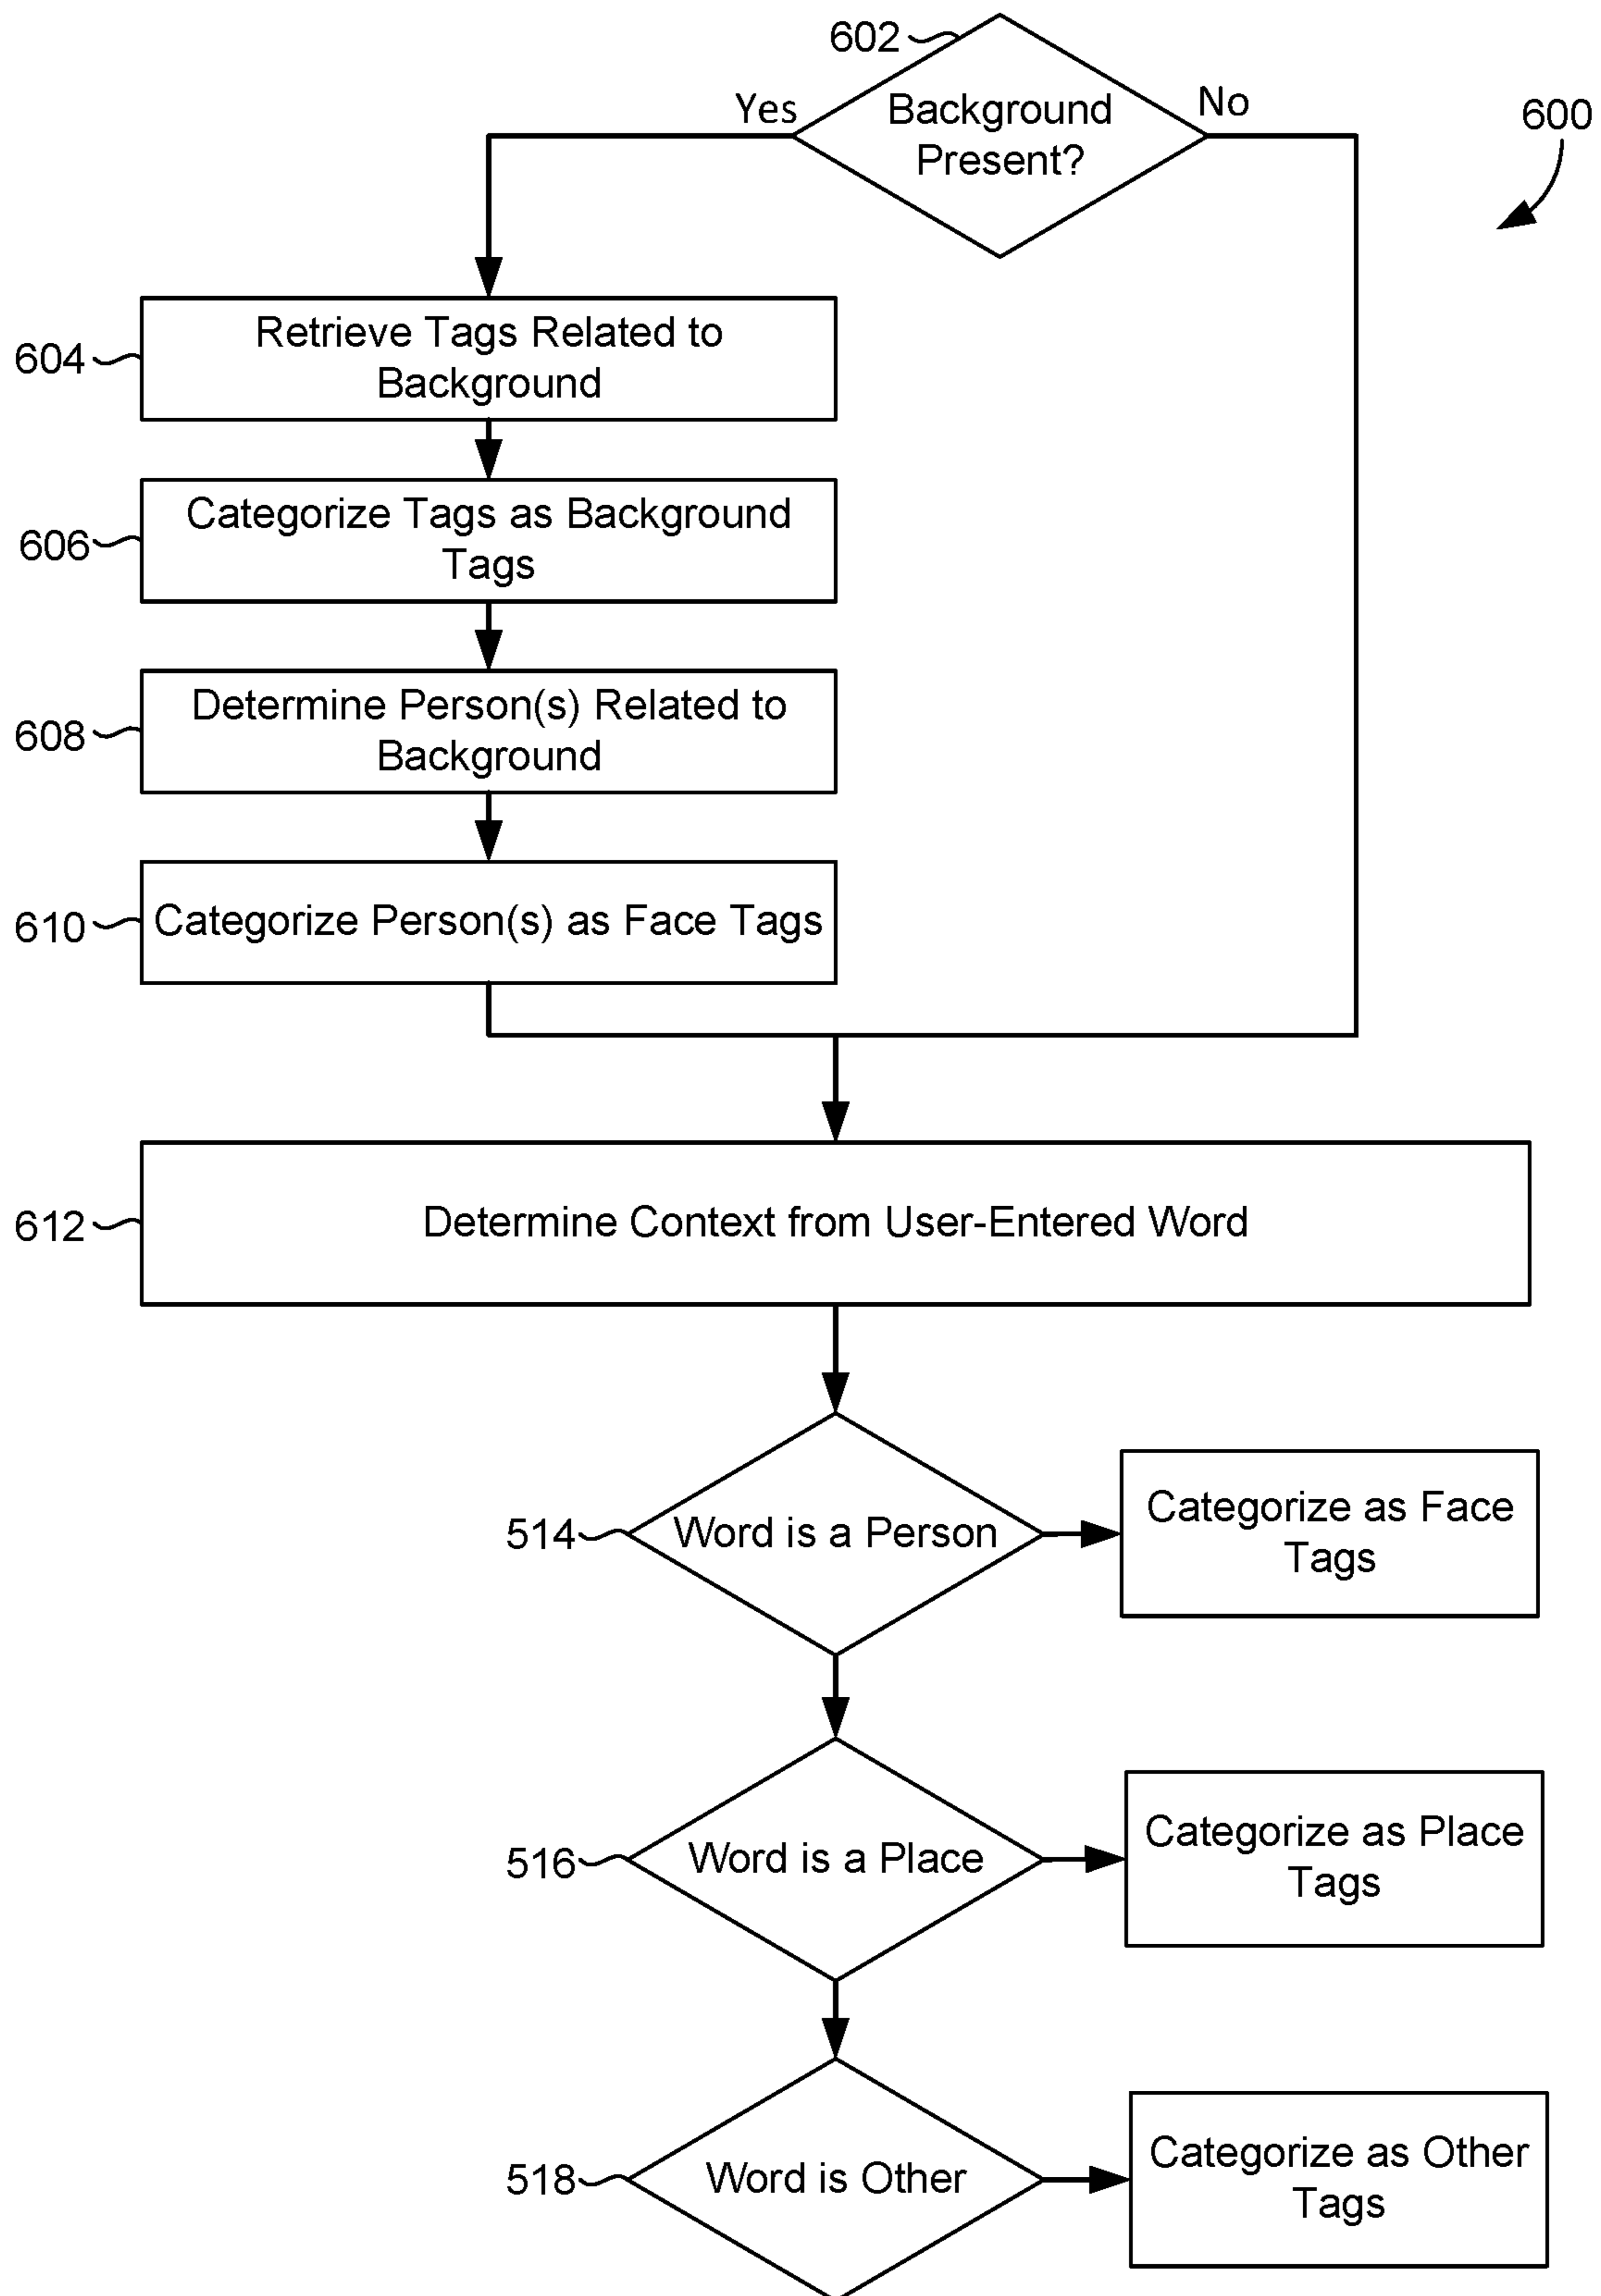 602
Yes
Background
Present?
No
600
604
Retrieve Tags Related to
Background
606
Categorize Tags as Background
Tags
608
Determine Person(s) Related to
Background
610
Categorize Person(s) as Face Tags
612
Determine Context from User-Entered Word
514
Word is a Person
Categorize as Face
Tags
516
Word is a Place
Categorize as Place
Tags
518
Word is Other
Categorize as Other
Tags